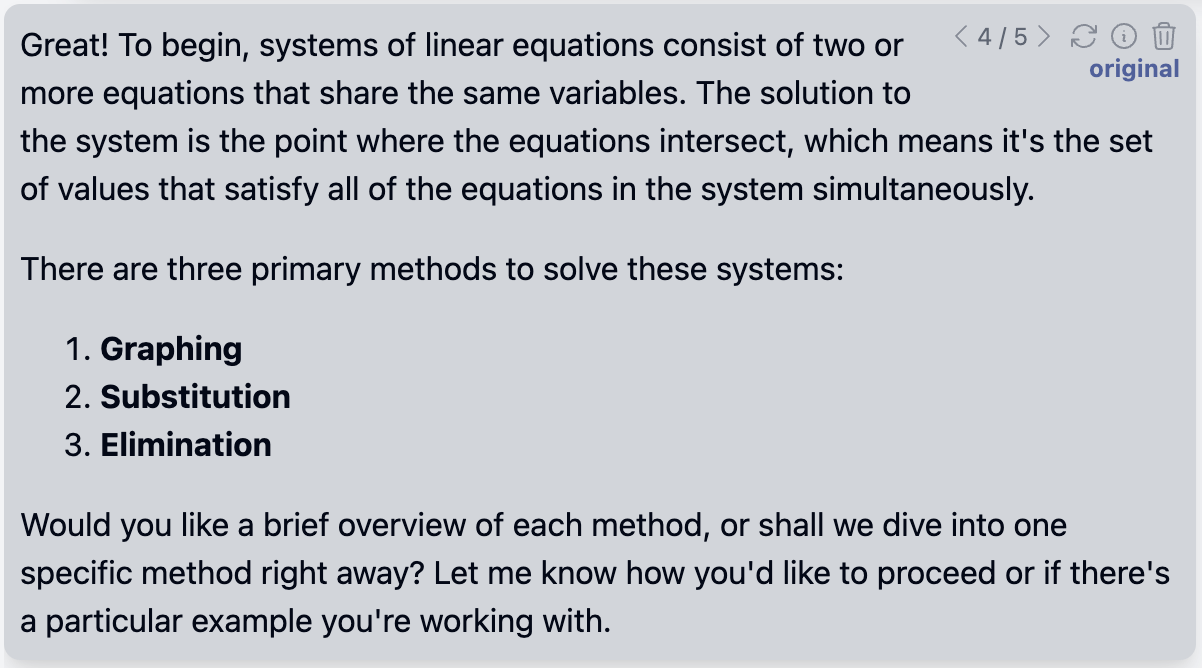 Great! To begin, systems of linear equations consist of two or
4 / 5
original
more equations that share the same variables. The solution to
the system is the point where the equations intersect, which means it's the set
of values that satisfy all of the equations in the system simultaneously.
There are three primary methods to solve these systems:
1. Graphing
2. Substitution
3. Elimination
Would you like a brief overview of each method, or shall we dive into one
specific method right away? Let me know how you'd like to proceed or if there's
a particular example you're working with.